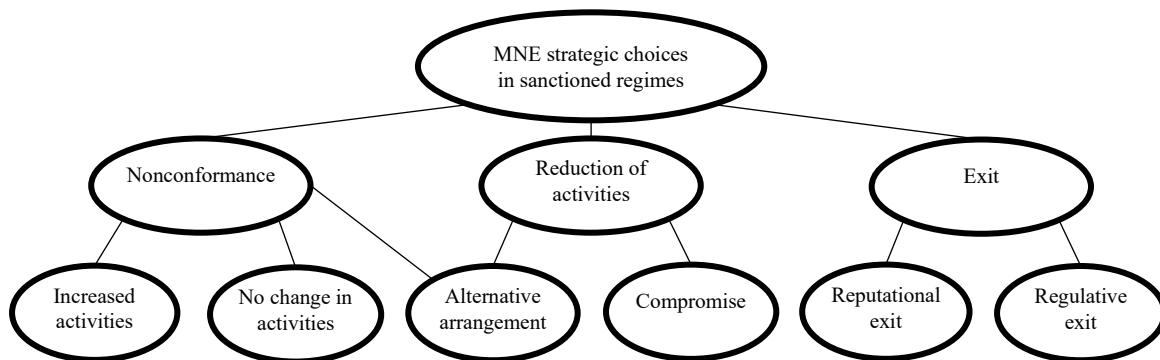 MNE strategic choices
in sanctioned regimes
Nonconformance
Reduction of
activities
Exit
Increased
activities
No change in
activities
Alternative
arrangement
Compromise
Reputational
exit
Regulative
exit